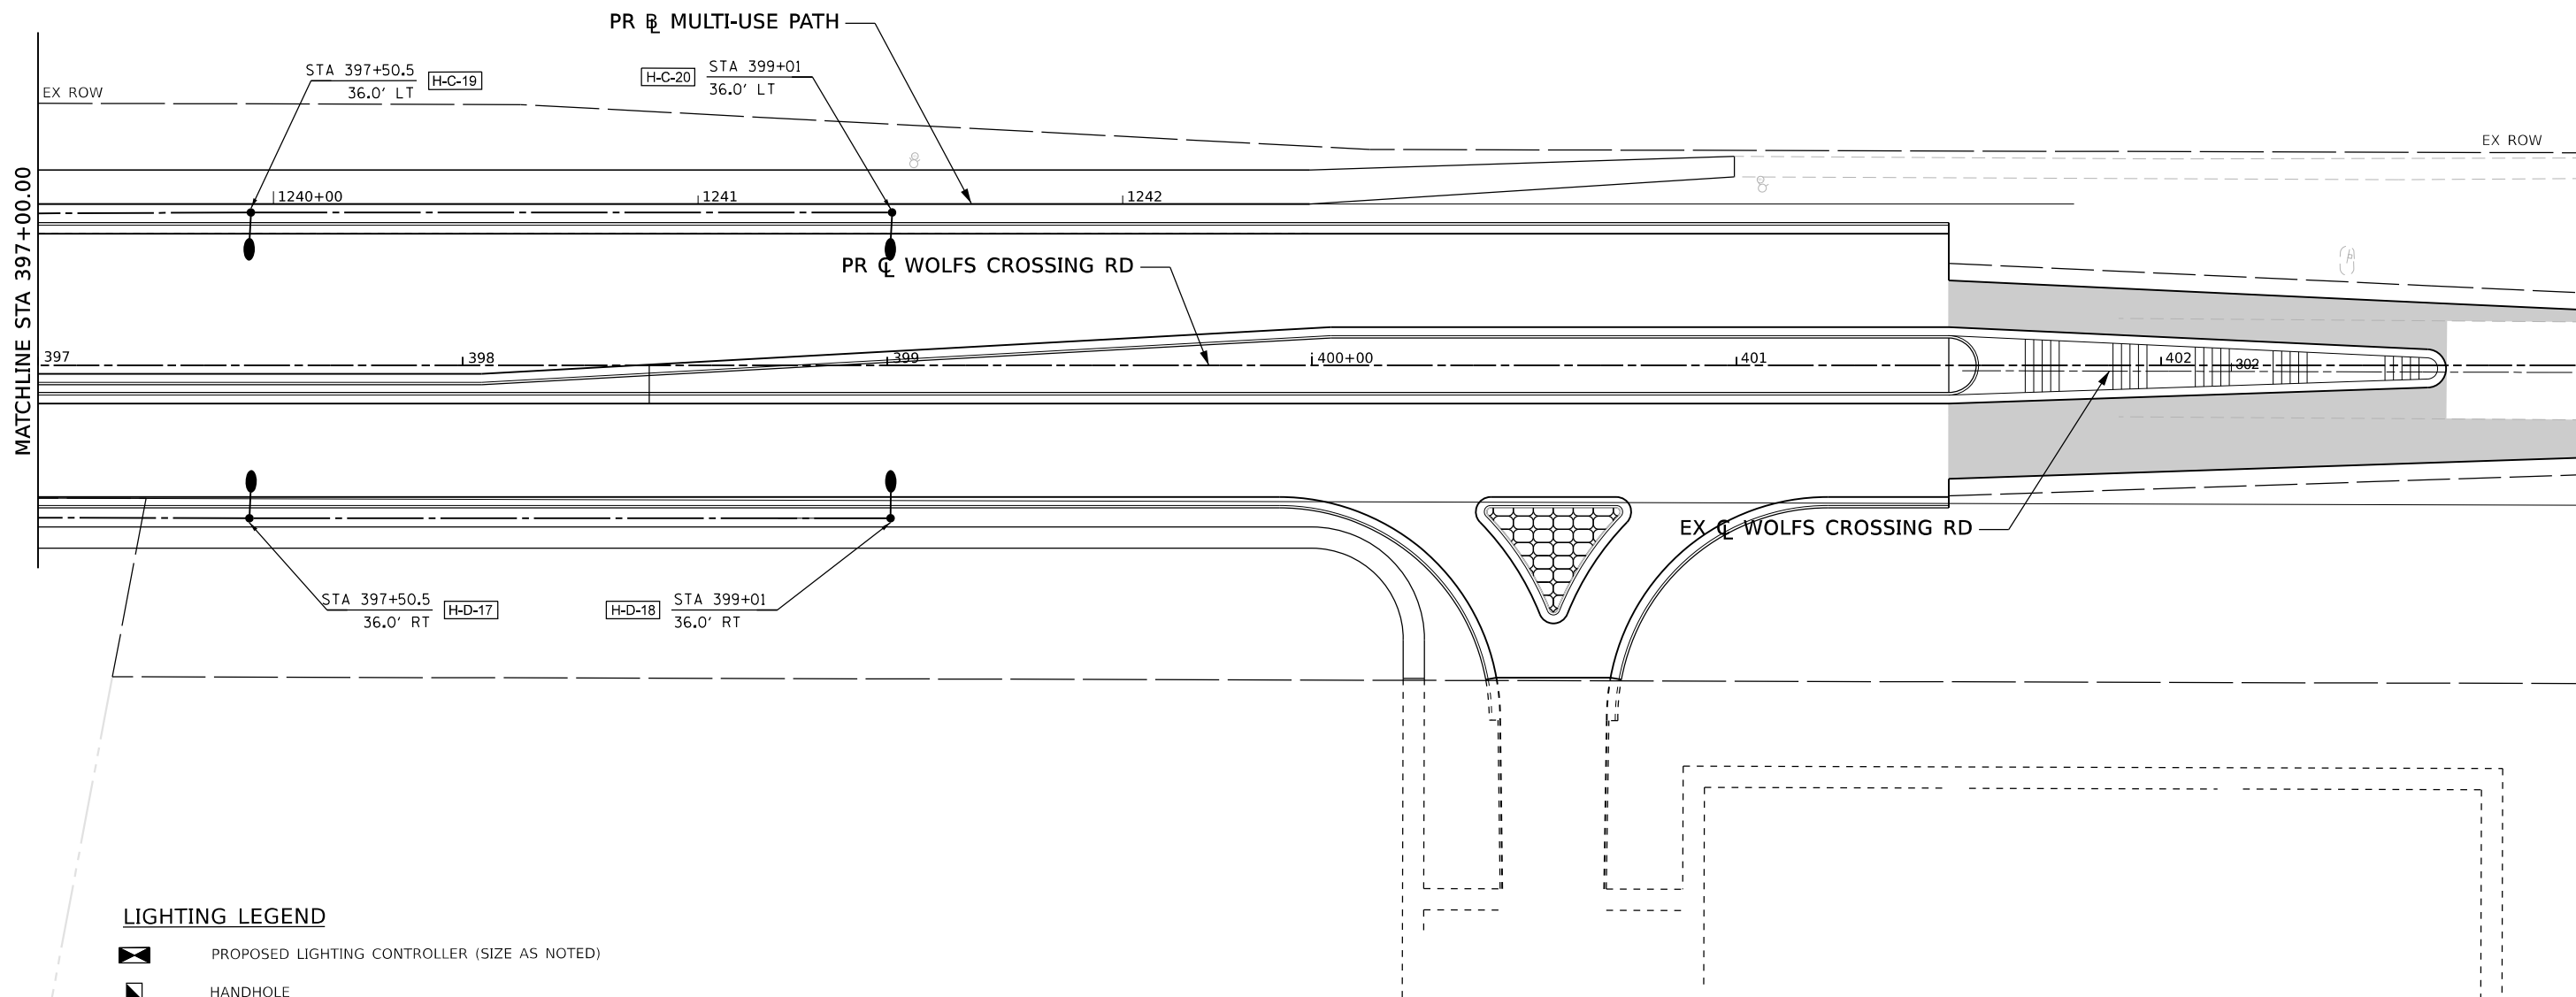 PR BL MULTI-USE PATH
STA 397+50.5
36.0' LT
H-C-19
H-C-20
STA 399+01
36.0' LT
EX ROW
EX ROW
MATCHLINE STA 397+00.00
1240+00
1241
1242
PR CL WOLFS CROSSING RD
397
398
399
400+00
401
402
302
EX CL WOLFS CROSSING RD
STA 397+50.5
36.0' RT
H-D-17
H-D-18
STA 399+01
36.0' RT
LIGHTING LEGEND
PROPOSED LIGHTING CONTROLLER (SIZE AS NOTED)
HANDHOLE